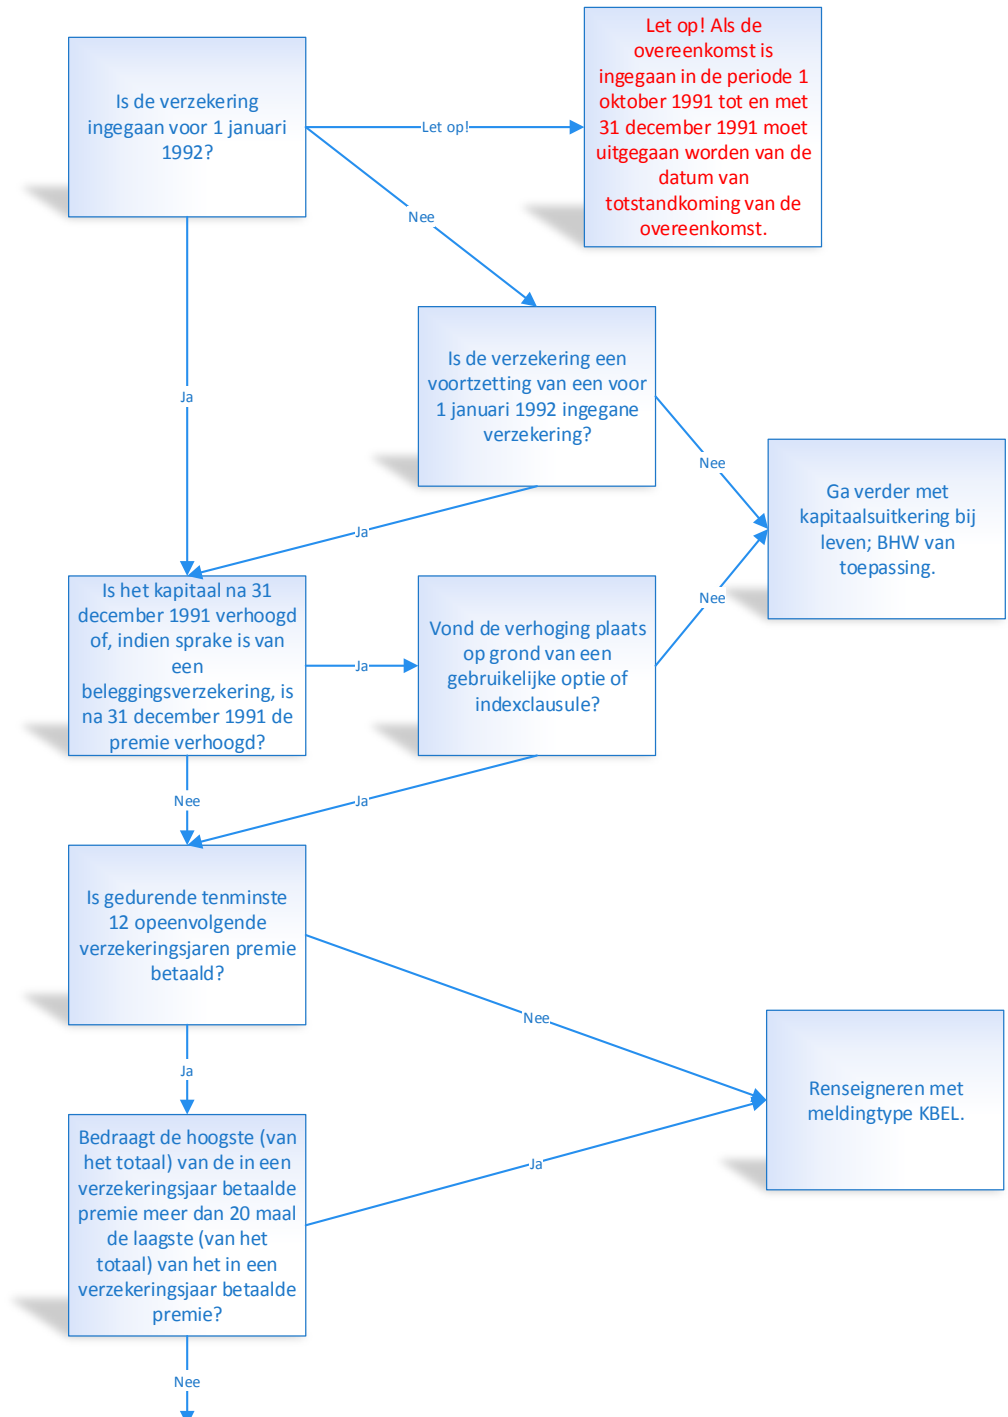 Is de verzekering
ingegaan voor 1 januari
1992?
Let op!
Let op! Als de
overeenkomst is
ingegaan in de periode 1
oktober 1991 tot en met
31 december 1991 moet
uitgegaan worden van de
datum van
totstandkoming van de
overeenkomst.
Nee
Ja
Is de verzekering een
voortzetting van een voor
1 januari 1992 ingegane
verzekering?
Nee
Ja
Ga verder met
kapitaalsuitkering bij
leven; BHW van
toepassing.
Is het kapitaal na 31
december 1991 verhoogd
of, indien sprake is van
een
beleggingsverzekering, is
na 31 december 1991 de
premie verhoogd?
Ja
Vond de verhoging plaats
op grond van een
gebruikelijke optie of
indexclausule?
Nee
Nee
Ja
Is gedurende tenminste
12 opeenvolgende
verzekeringsjaren premie
betaald?
Nee
Ja
Renseigneren met
meldingtype KBEL.
Bedraagt de hoogste (van
het totaal) van de in een
verzekeringsjaar betaalde
premie meer dan 20 maal
de laagste (van het
totaal) van het in een
verzekeringsjaar betaalde
premie?
Ja
Nee